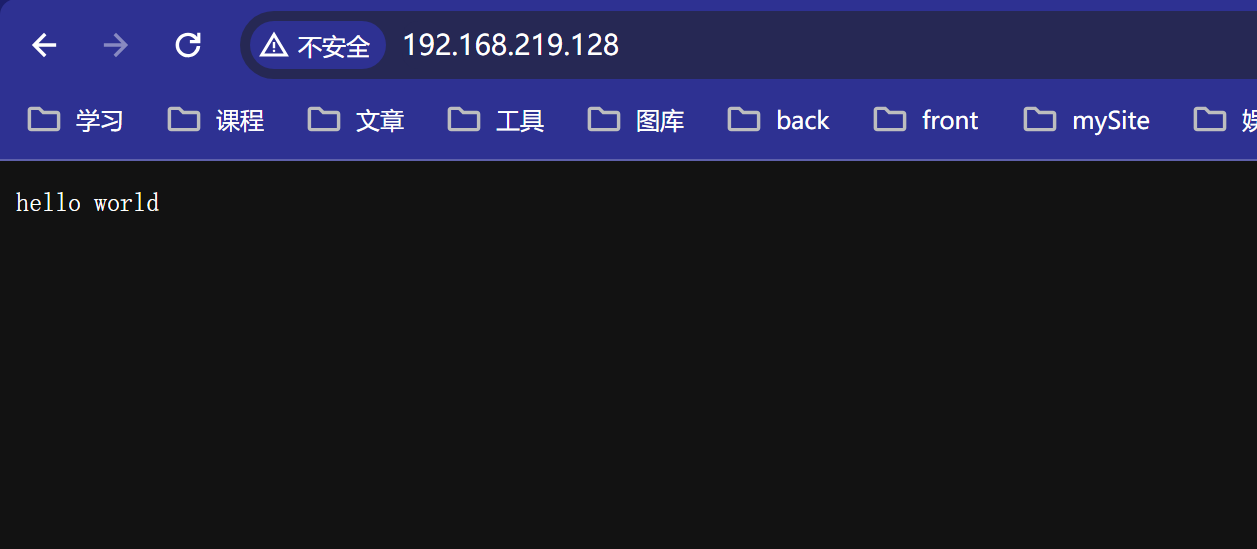 不安全 192.168.219.128
学习 课程 文章 工具 图库 back front mySite
hello world